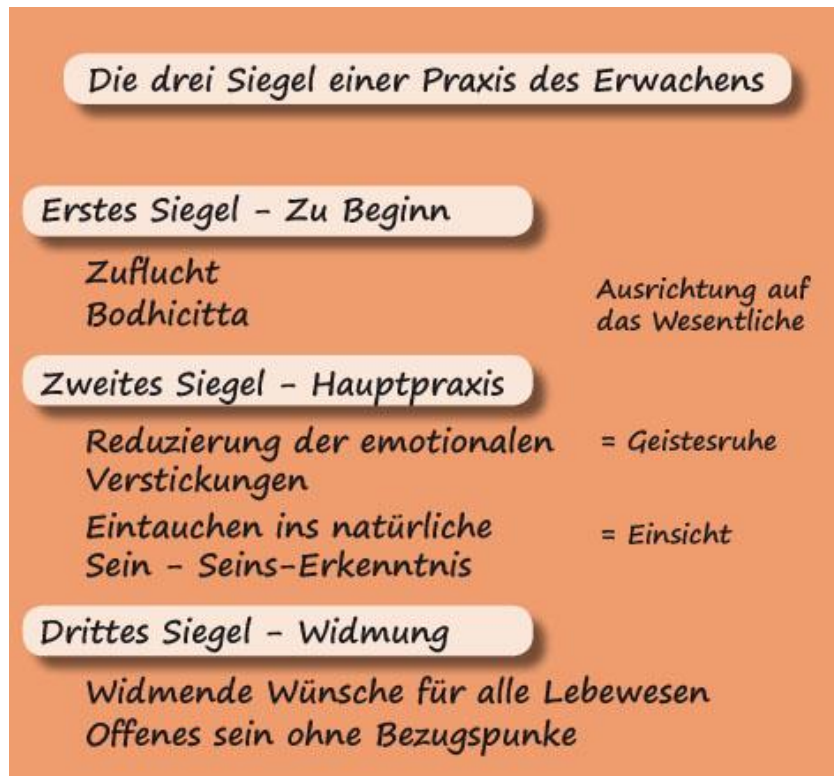 Die drei Siegel einer Praxis des Erwachens
Erstes Siegel - Zu Beginn
Zuflucht
Bodhicitta
Ausrichtung auf
das Wesentliche
Zweites Siegel - Hauptpraxis
Reduzierung der emotionalen
Verstickungen
= Geistesruhe
Eintauchen ins natürliche
Sein - Seins-Erkenntnis
= Einsicht
Drittes Siegel - Widmung
Widmende Wünsche für alle Lebewesen
Offenes sein ohne Bezugspunke